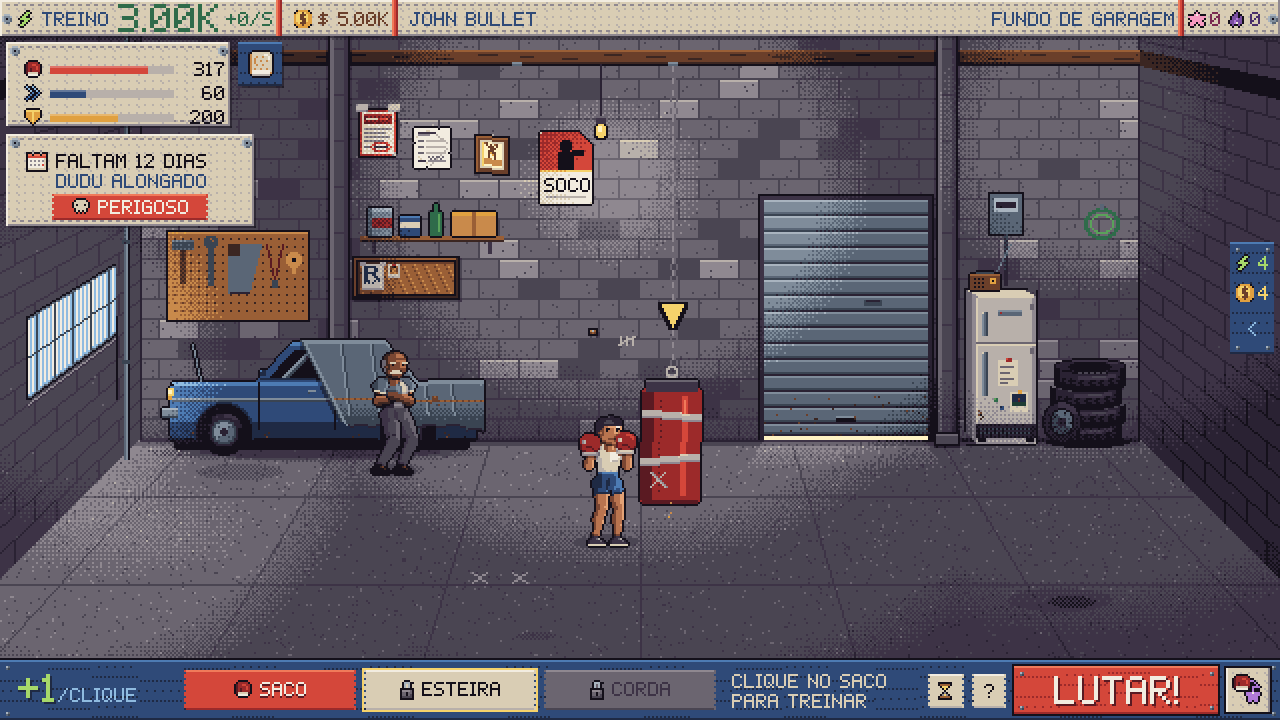 TREINO 3.00K +0/S
$ 5.00K
JOHN BULLET
FUNDO DE GARAGEM
0
0
317
60
200
FALTAM 12 DIAS
DUDU ALONGADO
PERIGOSO
SOCO
R
4
4
<
+1/CLIQUE
SACO
ESTEIRA
CORDA
CLIQUE NO SACO
PARA TREINAR
?
LUTAR!